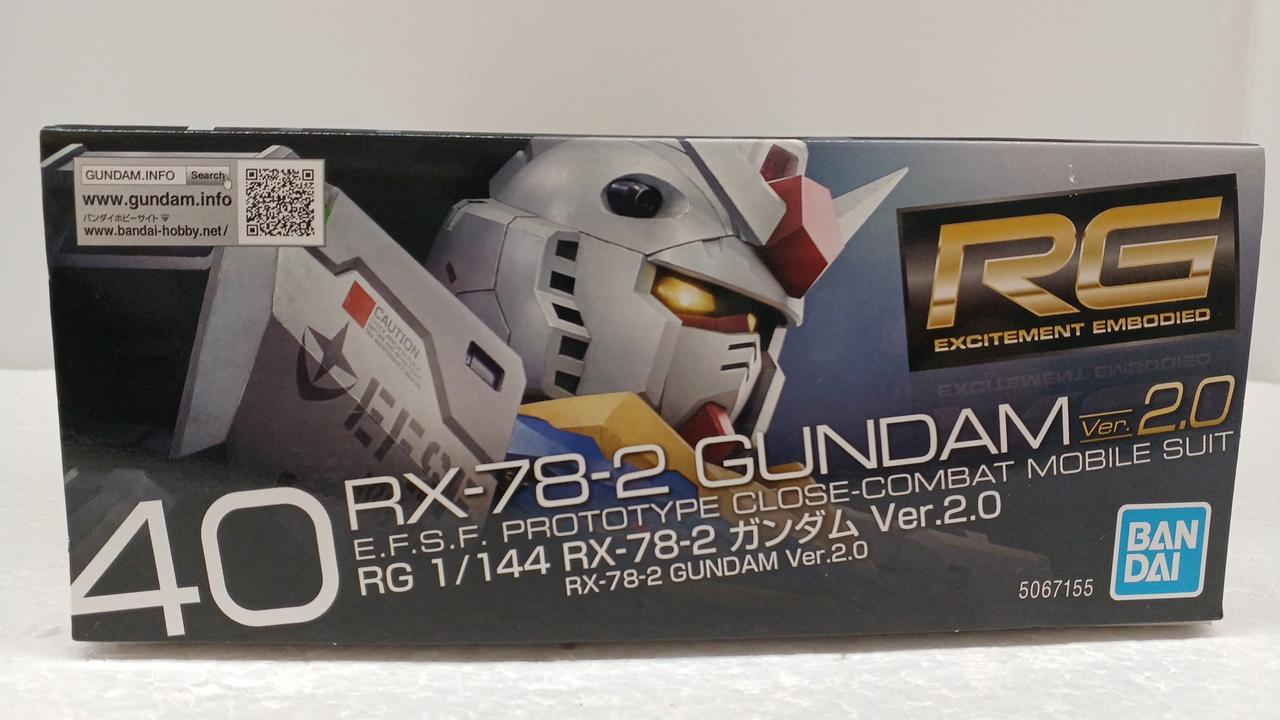 GUNDAM.INFO Search
www.gundam.info
バンダイホビーサイト
www.bandai-hobby.net/
CAUTION
E.F.S.F.
RG
EXCITEMENT EMBODIED
40
RX-78-2 GUNDAM Ver. 2.0
E.F.S.F. PROTOTYPE CLOSE-COMBAT MOBILE SUIT
RG 1/144 RX-78-2 ガンダム Ver.2.0
RX-78-2 GUNDAM Ver.2.0
5067155
BAN
DAI